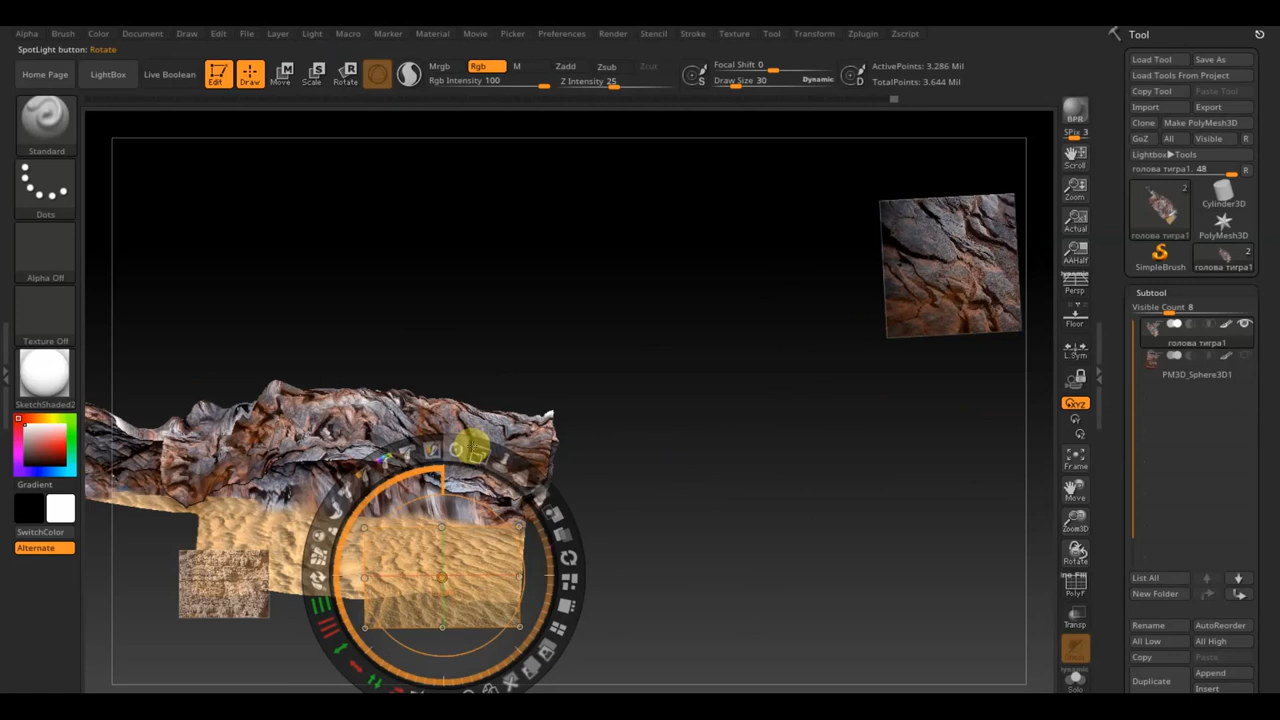 Alpha Brush Color Document Draw Edit File Layer Light Macro Marker Material Movie Picker Preferences Render Stencil Stroke Texture Tool Transform Zplugin Zscript
Tool
SpotLight button: Rotate
Home Page LightBox Live Boolean Edit Draw Move Scale Rotate
Mrgb Rgb M
Rgb Intensity 100
Zadd Zsub Zcut
Z Intensity 25
S
Focal Shift 0
Draw Size 30 Dynamic
D
ActivePoints: 3.286 Mil
TotalPoints: 3.644 Mil
Standard
Dots
Alpha Off
Texture Off
SketchShaded2
Gradient
SwitchColor
Alternate
BPR
SPix 3
Scroll
Zoom
Actual
AAHalf
Dynamic
Persp
Floor
L.Sym
XYZ
Y
Z
Frame
Move
Zoom3D
Rotate
PolyF
Transp
Solo
Load Tool Save As
Load Tools From Project
Copy Tool Paste Tool
Import Export
Clone Make PolyMesh3D
GoZ All Visible R
Lightbox▶Tools
голова тигра1. 48 R
2
Cylinder3D
голова тигра1
PolyMesh3D
2
SimpleBrush
голова тигра1
Subtool
Visible Count 8
голова тигра1
PM3D_Sphere3D1
List All
New Folder
Rename AutoReorder
All Low All High
Copy Paste
Duplicate
Append
Insert